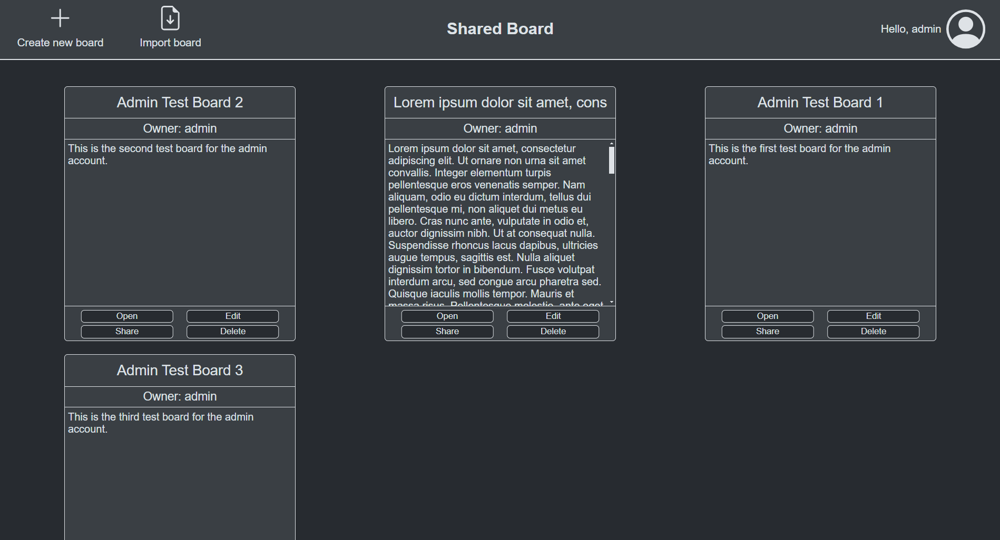 Create new board
Import board
Shared Board
Hello, admin
Admin Test Board 2
Owner: admin
This is the second test board for the admin
account.
Open
Edit
Share
Delete
Lorem ipsum dolor sit amet, cons
Owner: admin
Lorem ipsum dolor sit amet, consectetur
adipiscing elit. Ut ornare non urna sit amet
convallis. Integer elementum turpis
pellentesque eros venenatis semper. Nam
aliquam, odio eu dictum interdum, tellus dui
pellentesque mi, non aliquet dui metus eu
libero. Cras nunc ante, vulputate in odio et,
auctor dignissim nibh. Ut at consequat nulla.
Suspendisse rhoncus lacus dapibus, ultricies
augue tempus, sagittis est. Nulla aliquet
dignissim tortor in bibendum. Fusce volutpat
interdum arcu, sed congue arcu pharetra sed.
Quisque iaculis mollis tempor. Mauris et
massa risus. Pellentesque molestie, ante eget
Open
Edit
Share
Delete
Admin Test Board 1
Owner: admin
This is the first test board for the admin
account.
Open
Edit
Share
Delete
Admin Test Board 3
Owner: admin
This is the third test board for the admin
account.